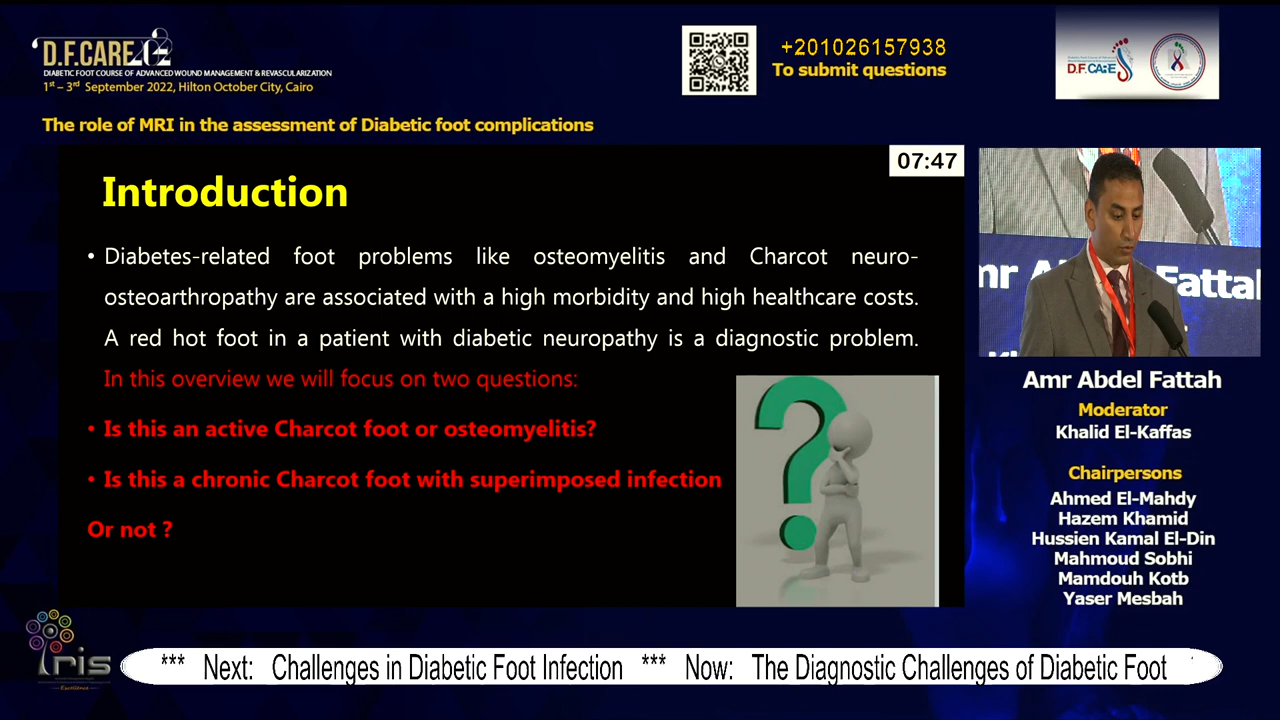 D.F.CARE
DIABETIC FOOT COURSE OF ADVANCED WOUND MANAGEMENT & REVASCULARIZATION
1st – 3rd September 2022, Hilton October City, Cairo
+201026157938
To submit questions
D.F.CARE
The role of MRI in the assessment of Diabetic foot complications
07:47
Introduction
• Diabetes-related foot problems like osteomyelitis and Charcot neuro-
osteoarthropathy are associated with a high morbidity and high healthcare costs.
A red hot foot in a patient with diabetic neuropathy is a diagnostic problem.
In this overview we will focus on two questions:
• Is this an active Charcot foot or osteomyelitis?
• Is this a chronic Charcot foot with superimposed infection
Or not ?
Amr Abdel Fattah
Moderator
Khalid El-Kaffas
Chairpersons
Ahmed El-Mahdy
Hazem Khamid
Hussien Kamal El-Din
Mahmoud Sobhi
Mamdouh Kotb
Yaser Mesbah
Iris
Excellence
*** Next: Challenges in Diabetic Foot Infection *** Now: The Diagnostic Challenges of Diabetic Foot